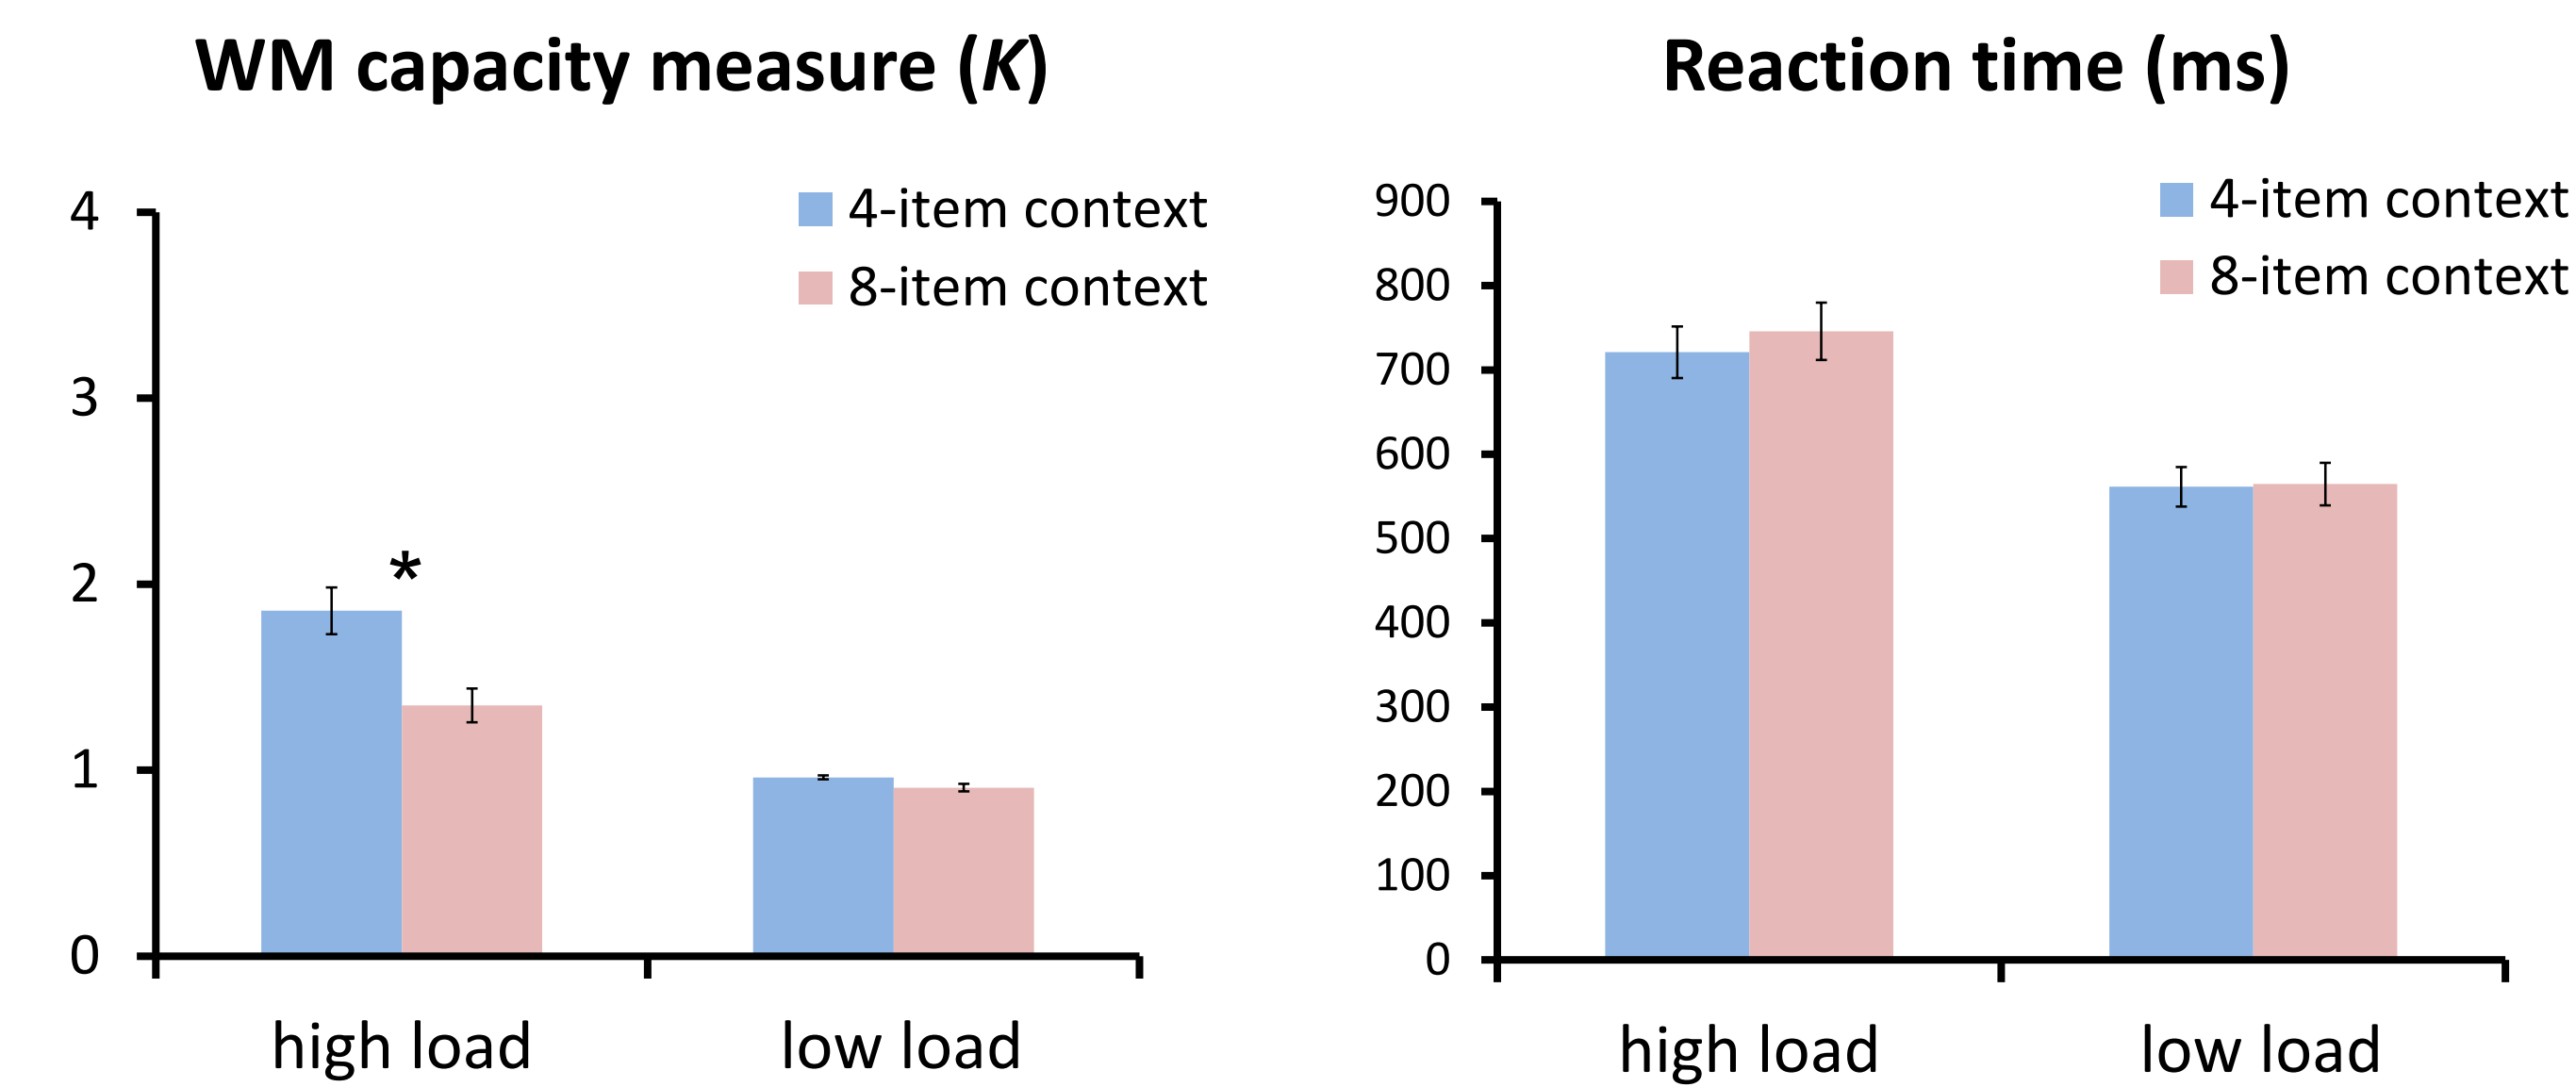 WM capacity measure (K)
4-item context
8-item context
4
3
2
1
0
*
high load
low load
Reaction time (ms)
4-item context
8-item context
900
800
700
600
500
400
300
200
100
0
high load
low load